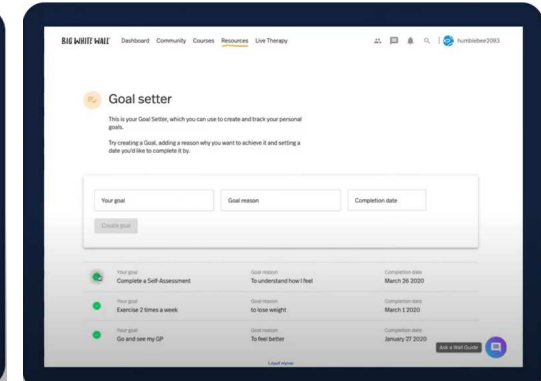 BIG WHITE WALL Dashboard Community Courses Resources Live Therapy humblebee2093
Goal setter
This is your Goal Setter, which you can use to create and track your personal
goals.
Try creating a Goal, adding a reason why you want to achieve it and setting a
date you'd like to complete it by.
Your goal Goal reason Completion date
Create goal
Your goal Goal reason Completion date
Complete a Self-Assessment To understand how I feel March 26 2020
Your goal Goal reason Completion date
Exercise 2 times a week to lose weight March 1 2020
Your goal Goal reason Completion date
Go and see my GP To feel better January 27 2020
Ask a Wall Guide
Load more